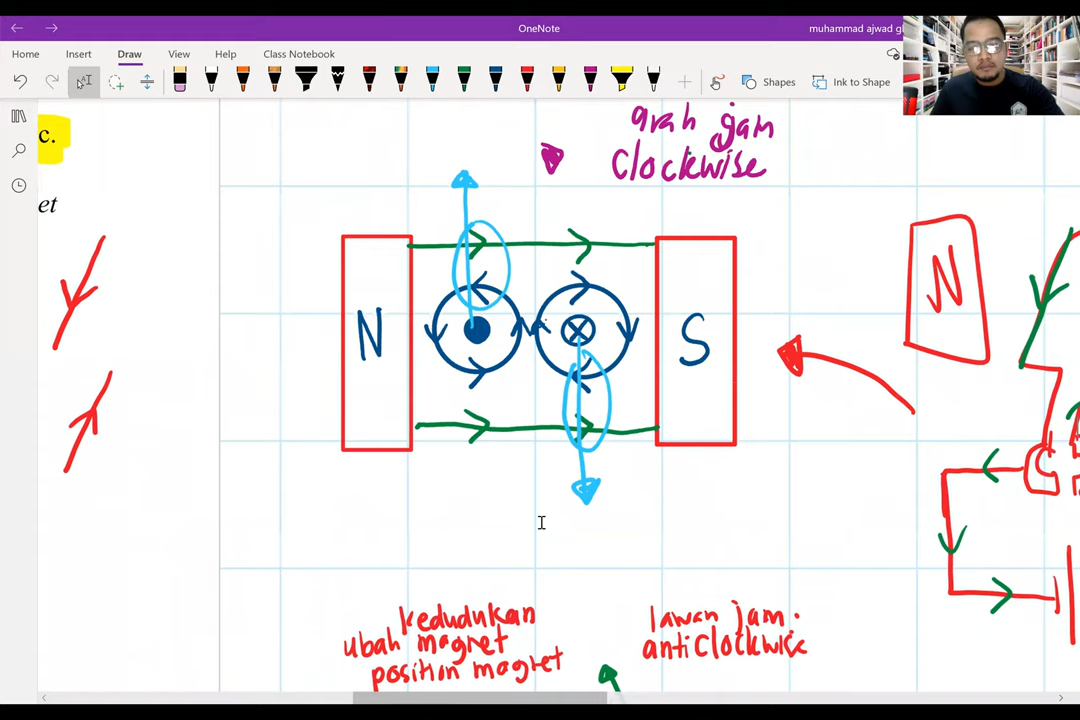 OneNote
muhammad ajwad g
Home Insert Draw View Help Class Notebook
Shapes
Ink to Shape
c.
et
arah jam
clockwise
N
S
N
kedudukan
ubah magnet
position magnet
lawan jam.
anticlockwise